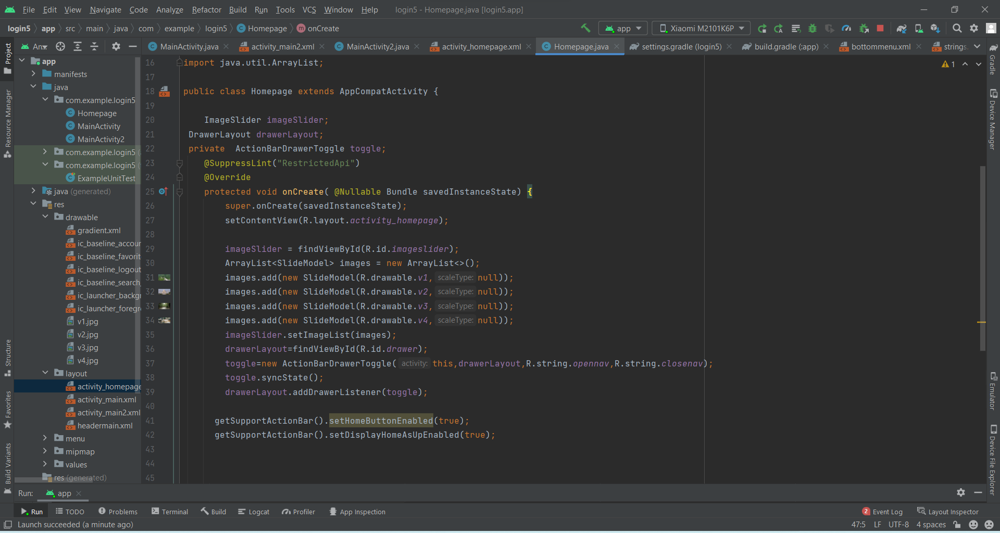 File Edit View Navigate Code Analyze Refactor Build Run Tools VCS Window Help login5 - Homepage.java [login5.app]
login5 app src main java com example login5 Homepage onCreate app Xiaomi M2101K6P
An MainActivity.java activity_main2.xml MainActivity2.java activity_homepage.xml Homepage.java settings.gradle (login5) build.gradle (:app) bottommenu.xml strings.
Project
Resource Manager
Structure
Favorites
Build Variants
app
manifests
java
com.example.login5
Homepage
MainActivity
MainActivity2
com.example.login5 (
com.example.login5 (
ExampleUnitTest
java (generated)
res
drawable
gradient.xml
ic_baseline_accour
ic_baseline_favorit
ic_baseline_logout
ic_baseline_search_
ic_launcher_backgr
ic_launcher_foregr
v1.jpg
v2.jpg
v3.jpg
v4.jpg
layout
activity_homepage
activity_main.xml
activity_main2.xml
headermain.xml
menu
mipmap
values
res (generated)
16 import java.util.ArrayList;
17
18 public class Homepage extends AppCompatActivity {
19
20 ImageSlider imageSlider;
21 DrawerLayout drawerLayout;
22 private ActionBarDrawerToggle toggle;
23 @SuppressLint("RestrictedApi")
24 @Override
25 protected void onCreate( @Nullable Bundle savedInstanceState) {
26 super.onCreate(savedInstanceState);
27 setContentView(R.layout.activity_homepage);
28
29 imageSlider = findViewById(R.id.imageslider);
30 ArrayList<SlideModel> images = new ArrayList<>();
31 images.add(new SlideModel(R.drawable.v1, scaleType: null));
32 images.add(new SlideModel(R.drawable.v2, scaleType: null));
33 images.add(new SlideModel(R.drawable.v3, scaleType: null));
34 images.add(new SlideModel(R.drawable.v4, scaleType: null));
35 imageSlider.setImageList(images);
36 drawerLayout=findViewById(R.id.drawer);
37 toggle=new ActionBarDrawerToggle( activity: this,drawerLayout,R.string.opennav,R.string.closenav);
38 toggle.syncState();
39 drawerLayout.addDrawerListener(toggle);
40
41 getSupportActionBar().setHomeButtonEnabled(true);
42 getSupportActionBar().setDisplayHomeAsUpEnabled(true);
43
44
45
1
Gradle
Device Manager
Emulator
Device File Explorer
Run: app
Run TODO Problems Terminal Build Logcat Profiler App Inspection 2 Event Log Layout Inspector
Launch succeeded (a minute ago) 47:5 LF UTF-8 4 spaces